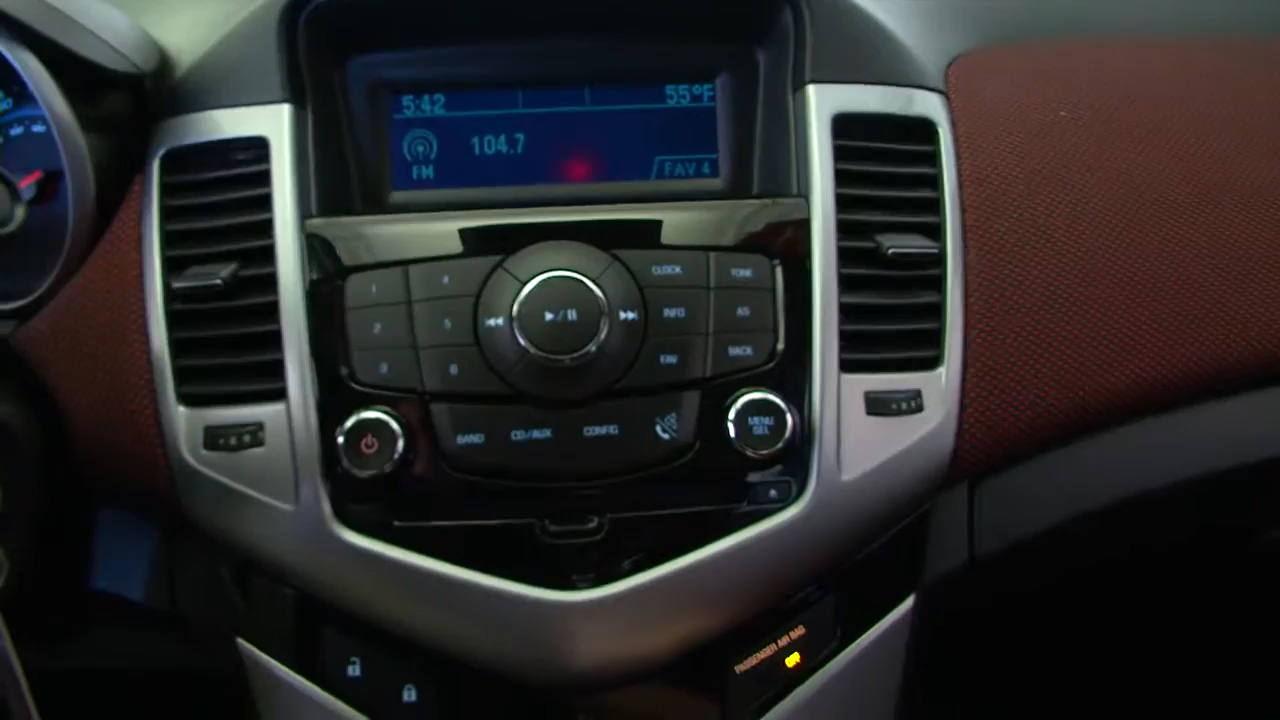 5:42
55°F
104.7
FM
FAV 4
1
4
CLOCK
TONE
2
5
INFO
AS
3
6
FAV
BACK
BAND
CD/AUX
CONFIG
MENU
SEL
PASSENGER AIR BAG
OFF